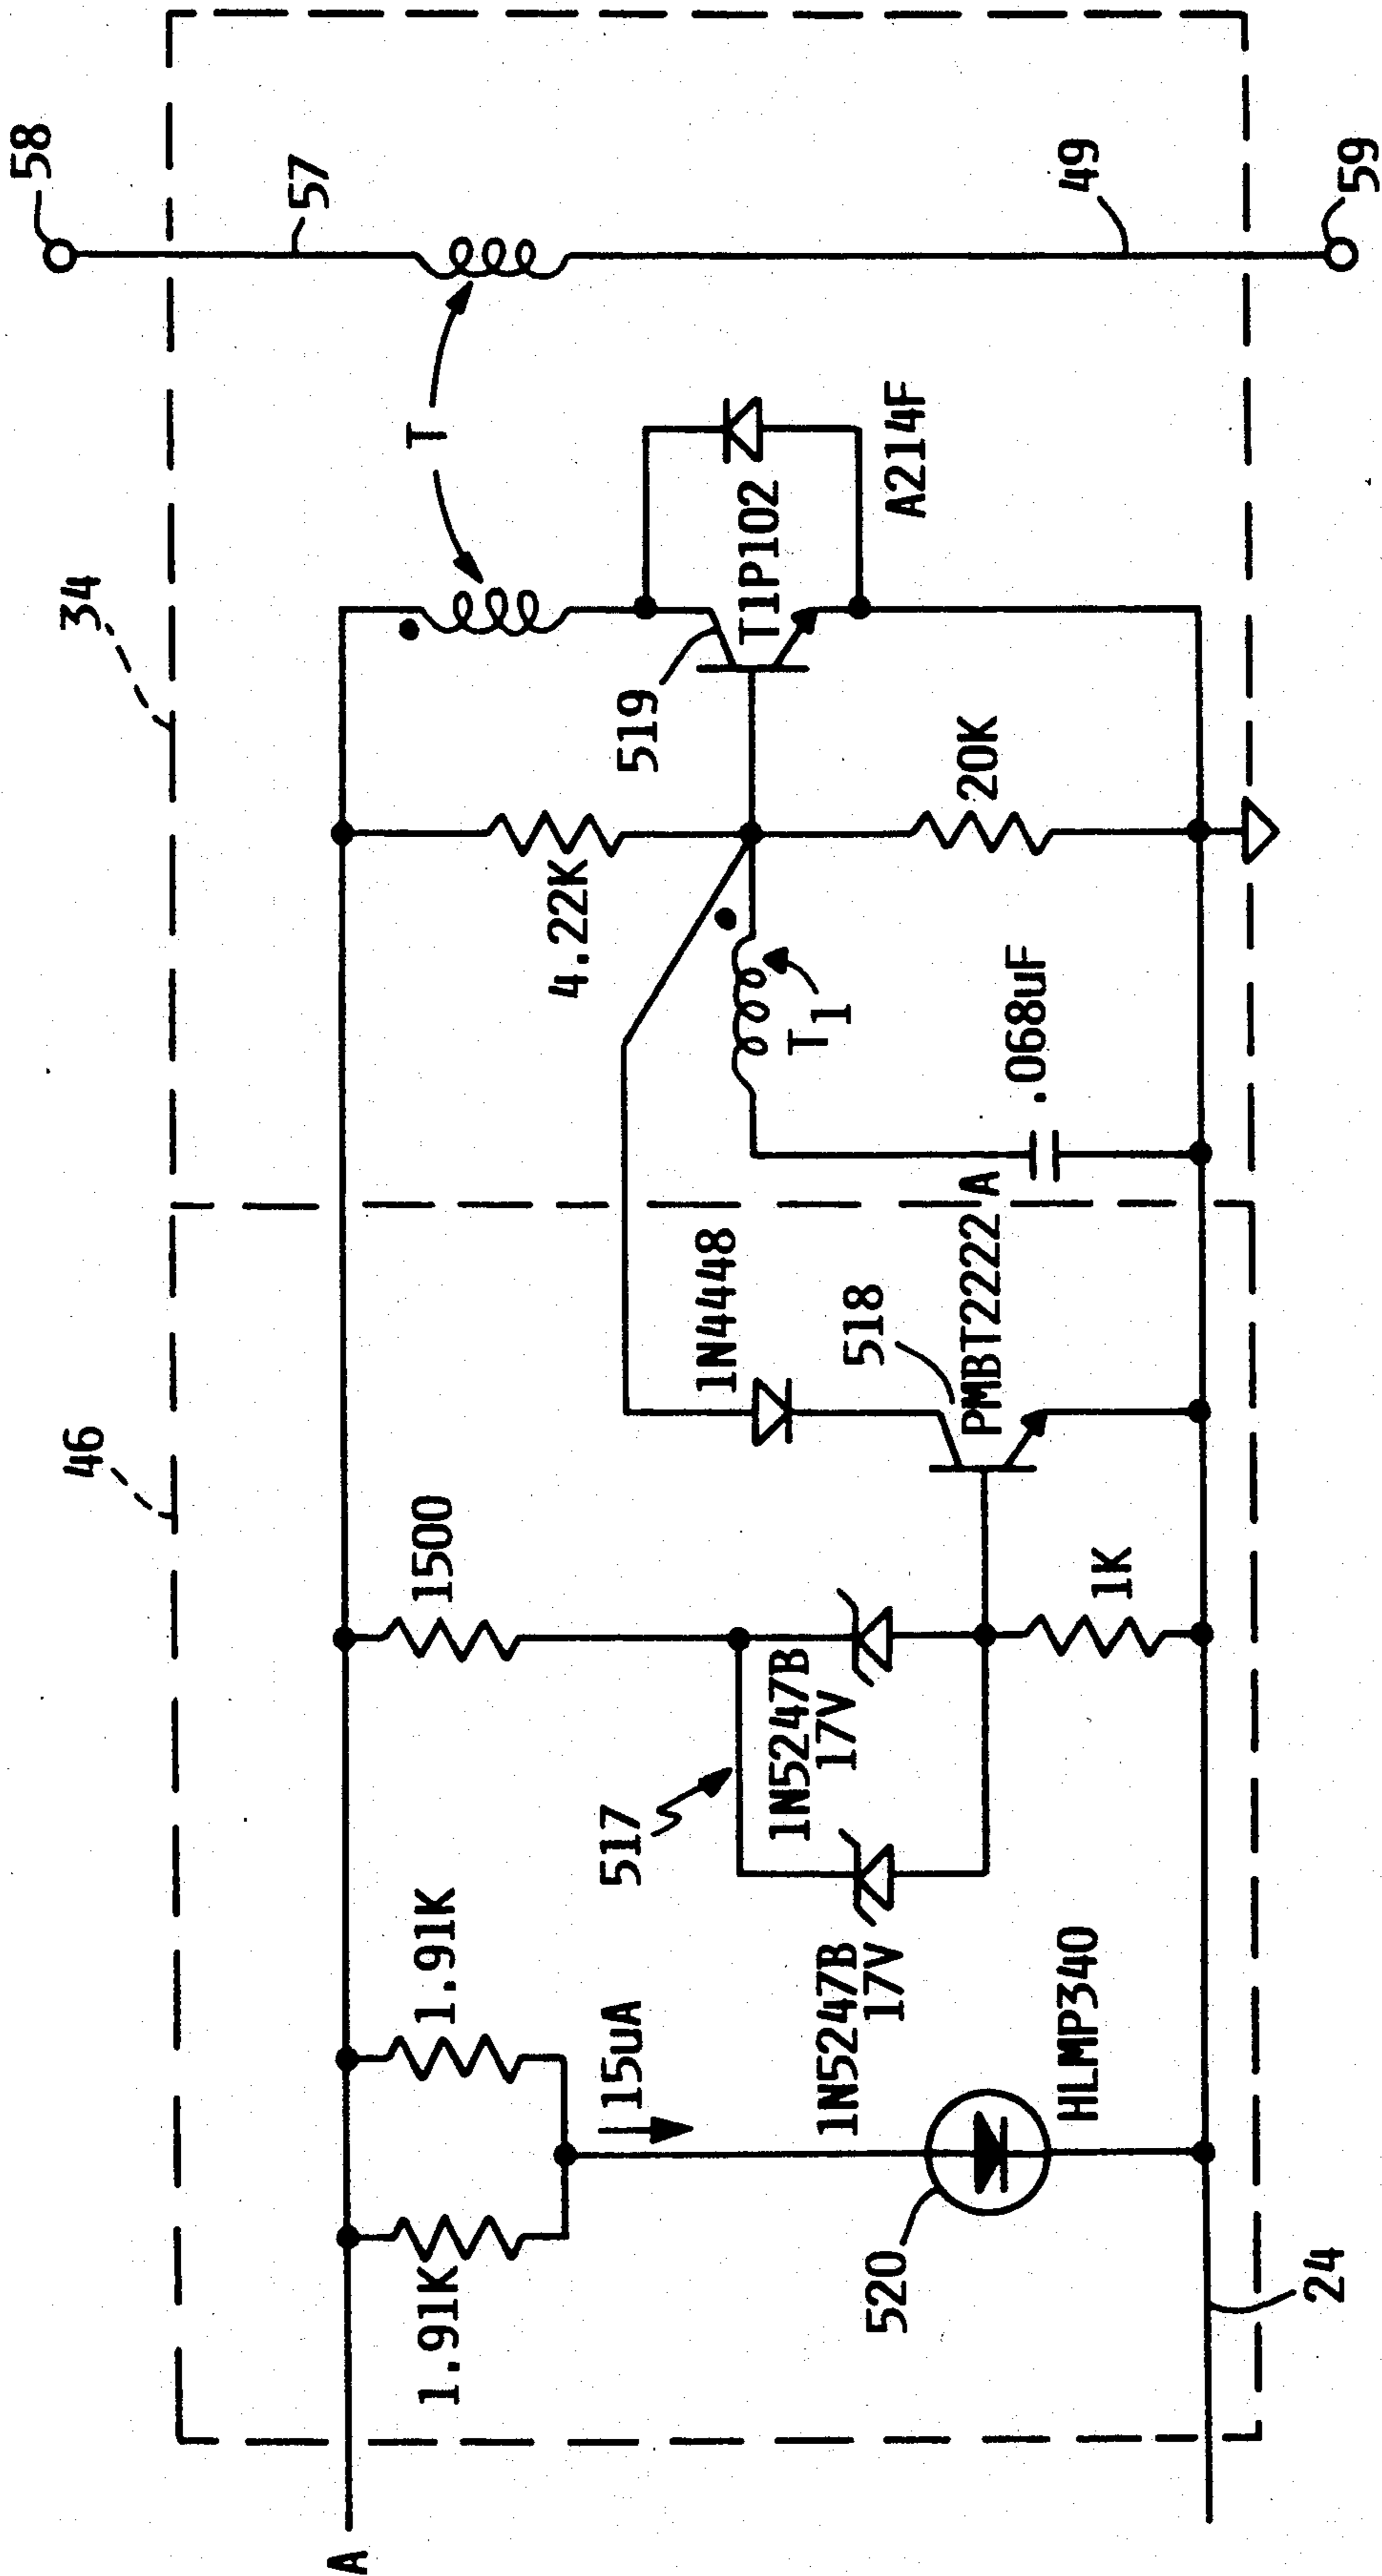 46
34
58
57
T
1.91K
1.91K
15uA
1500
517
1N5247B
17V
1N5247B
17V
1N4448
4.22K
519
T1P102
T1
518
PMBT2222 A
.068uF
20K
A214F
49
520
HLMP340
1K
A
24
59